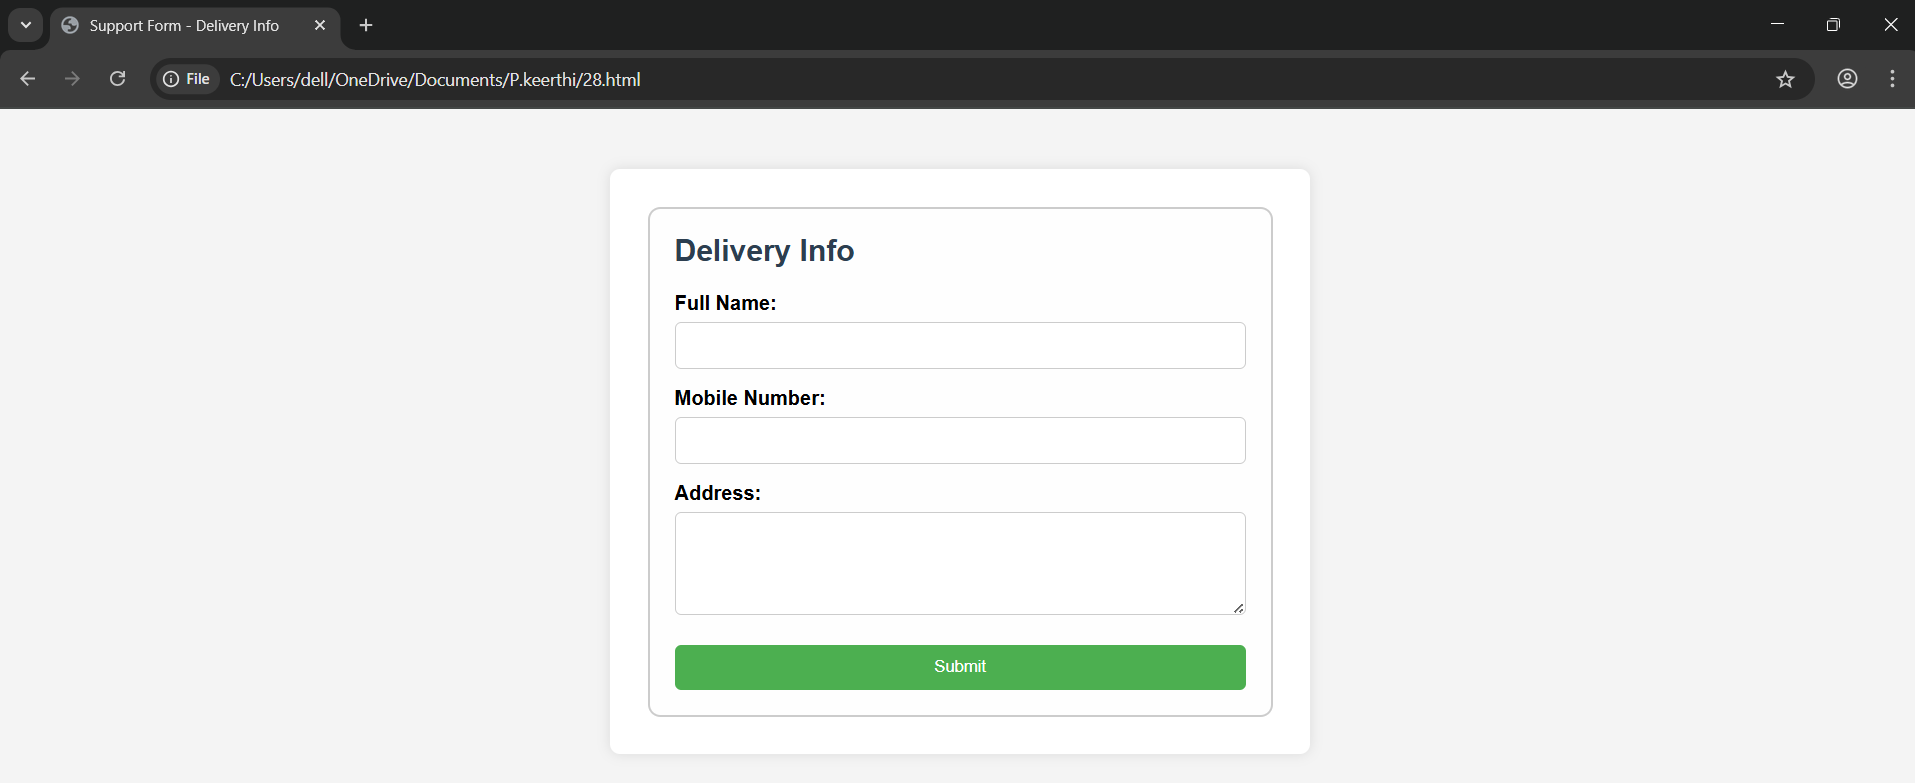 Support Form - Delivery Info
File C:/Users/dell/OneDrive/Documents/P.keerthi/28.html
Delivery Info
Full Name:
Mobile Number:
Address:
Submit